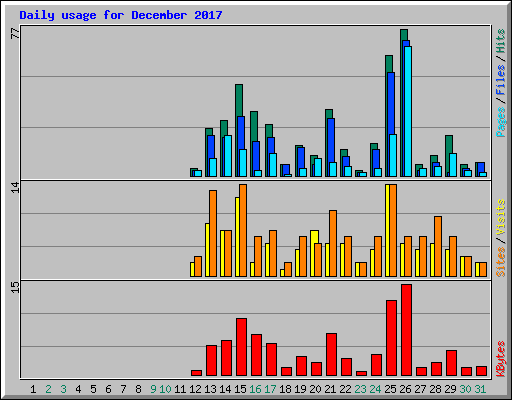 Daily usage for December 2017
77
Pages / Files / Hits
14
Sites / Visits
15
KBytes
1 2 3 4 5 6 7 8 9 10 11 12 13 14 15 16 17 18 19 20 21 22 23 24 25 26 27 28 29 30 31